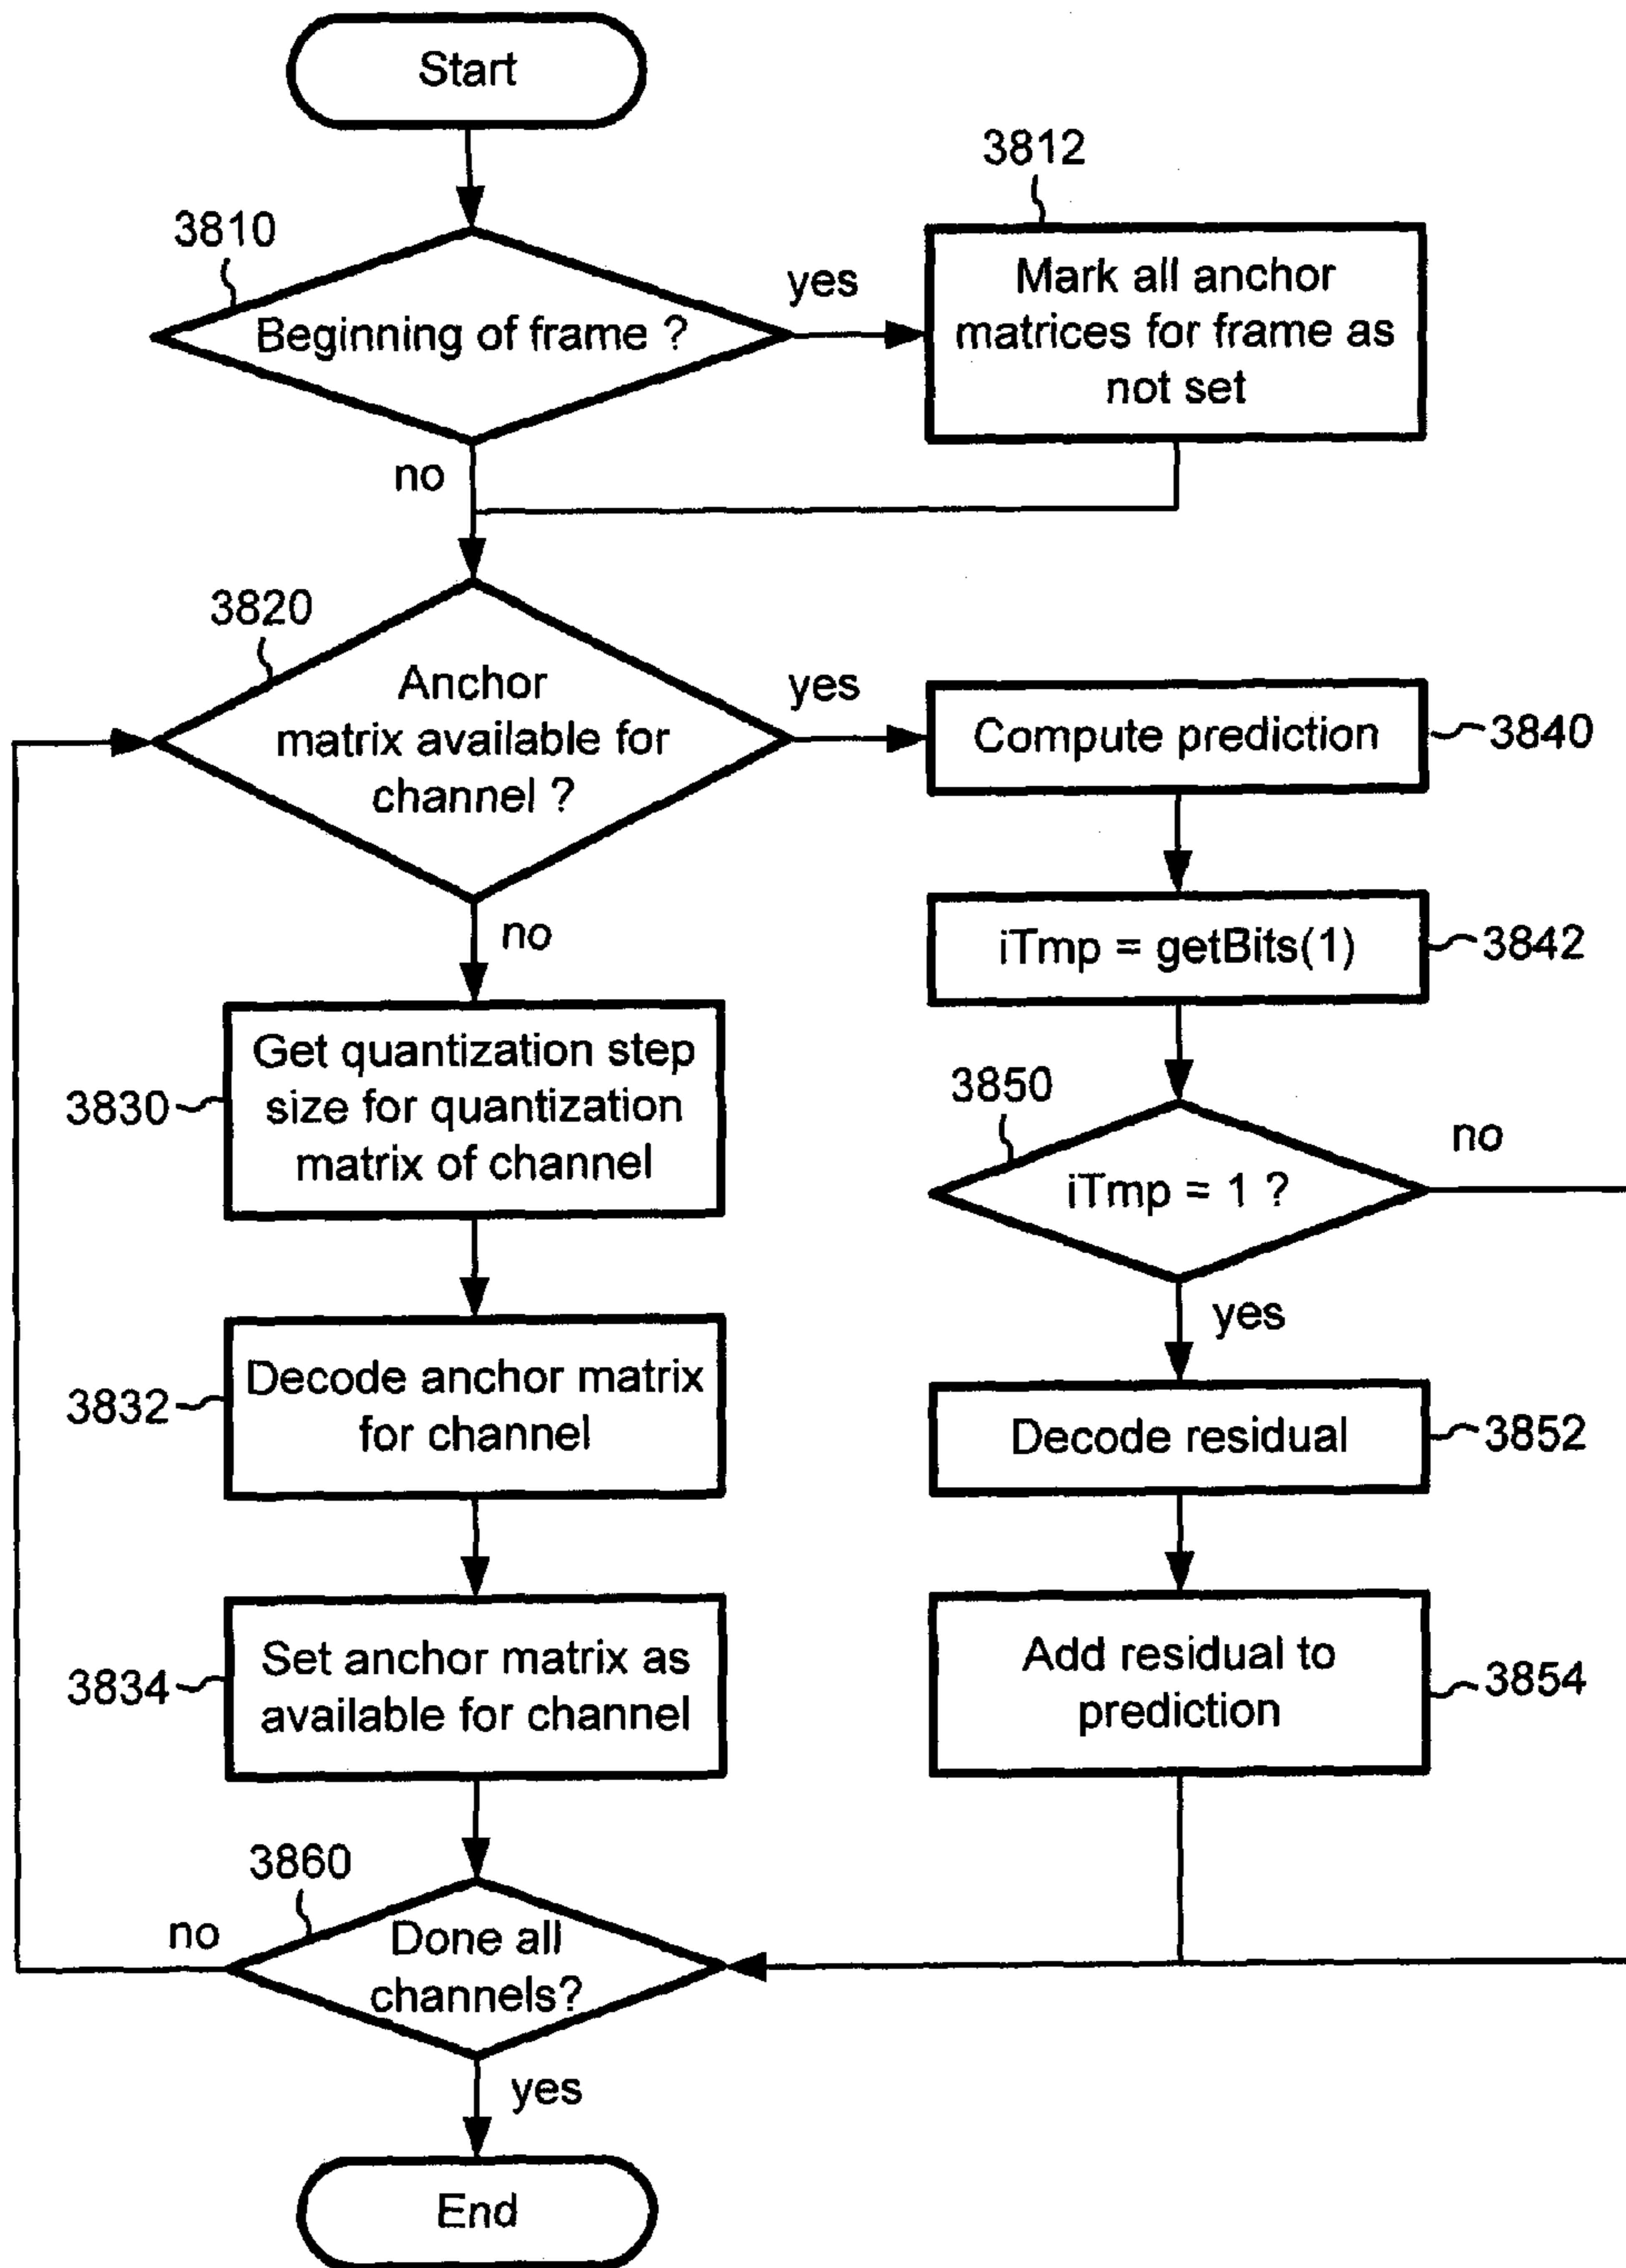 Start
3812
3810
Beginning of frame ?
yes
Mark all anchor
matrices for frame as
not set
no
3820
Anchor
matrix available for
channel ?
yes
Compute prediction
3840
no
iTmp = getBits(1)
3842
Get quantization step
size for quantization
matrix of channel
3830
3850
iTmp = 1 ?
no
yes
Decode anchor matrix
for channel
3832
Decode residual
3852
Set anchor matrix as
available for channel
3834
Add residual to
prediction
3854
3860
Done all
channels?
no
yes
End